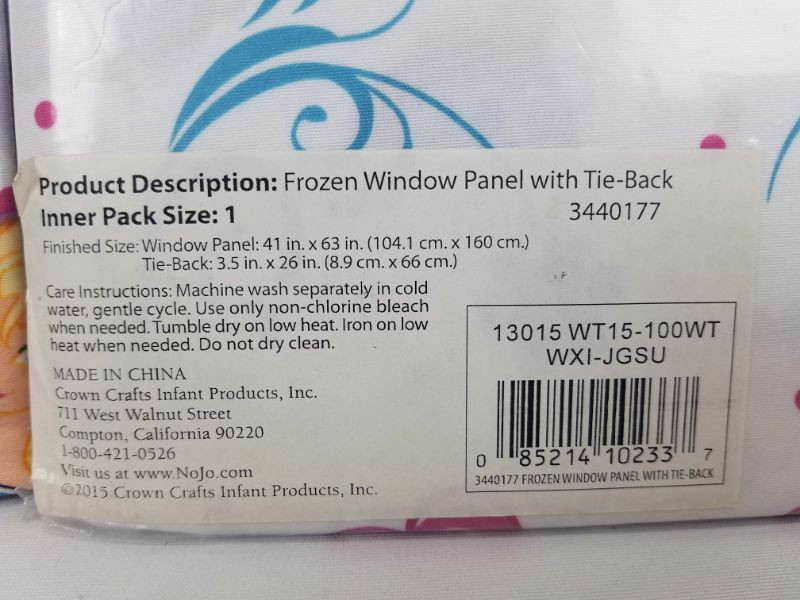 Product Description: Frozen Window Panel with Tie-Back
Inner Pack Size: 1 3440177
Finished Size: Window Panel: 41 in. x 63 in. (104.1 cm. x 160 cm.)
Tie-Back: 3.5 in. x 26 in. (8.9 cm. x 66 cm.)
Care Instructions: Machine wash separately in cold
water, gentle cycle. Use only non-chlorine bleach
when needed. Tumble dry on low heat. Iron on low
heat when needed. Do not dry clean.
MADE IN CHINA
Crown Crafts Infant Products, Inc.
711 West Walnut Street
Compton, California 90220
1-800-421-0526
Visit us at www.NoJo.com
©2015 Crown Crafts Infant Products, Inc.
13015 WT15-100WT
WXI-JGSU
0 85214 10233 7
3440177 FROZEN WINDOW PANEL WITH TIE-BACK